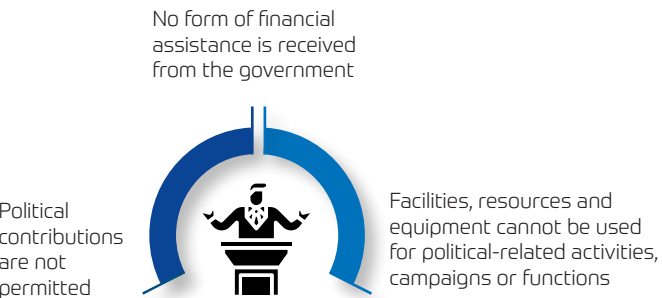 No form of financial
assistance is received
from the government
Political
contributions
are not
permitted
Facilities, resources and
equipment cannot be used
for political-related activities,
campaigns or functions